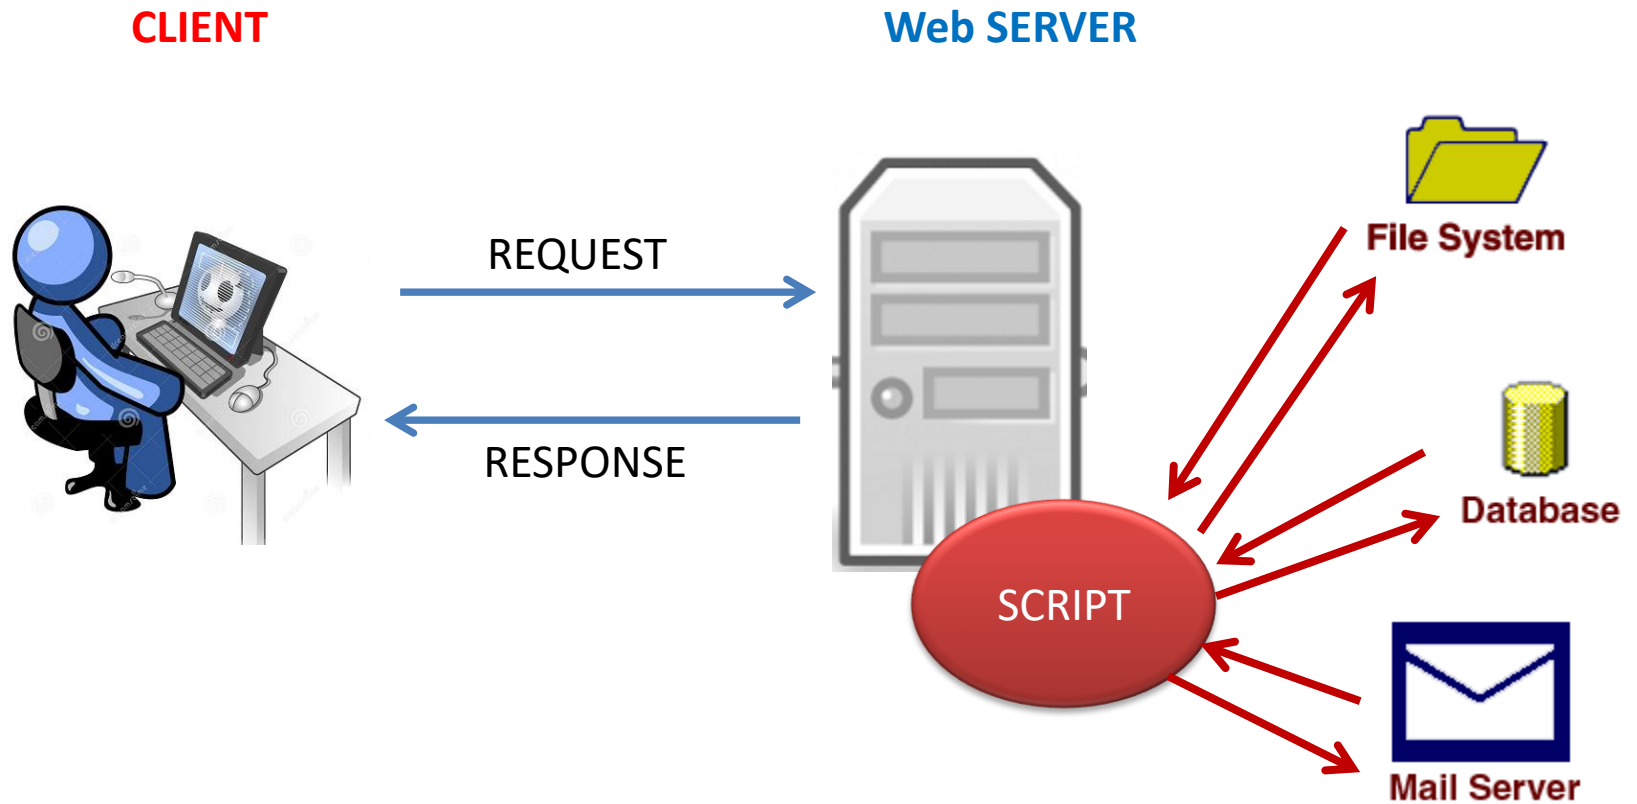 CLIENT
Web SERVER
File System
REQUEST
RESPONSE
Database
SCRIPT
Mail Server